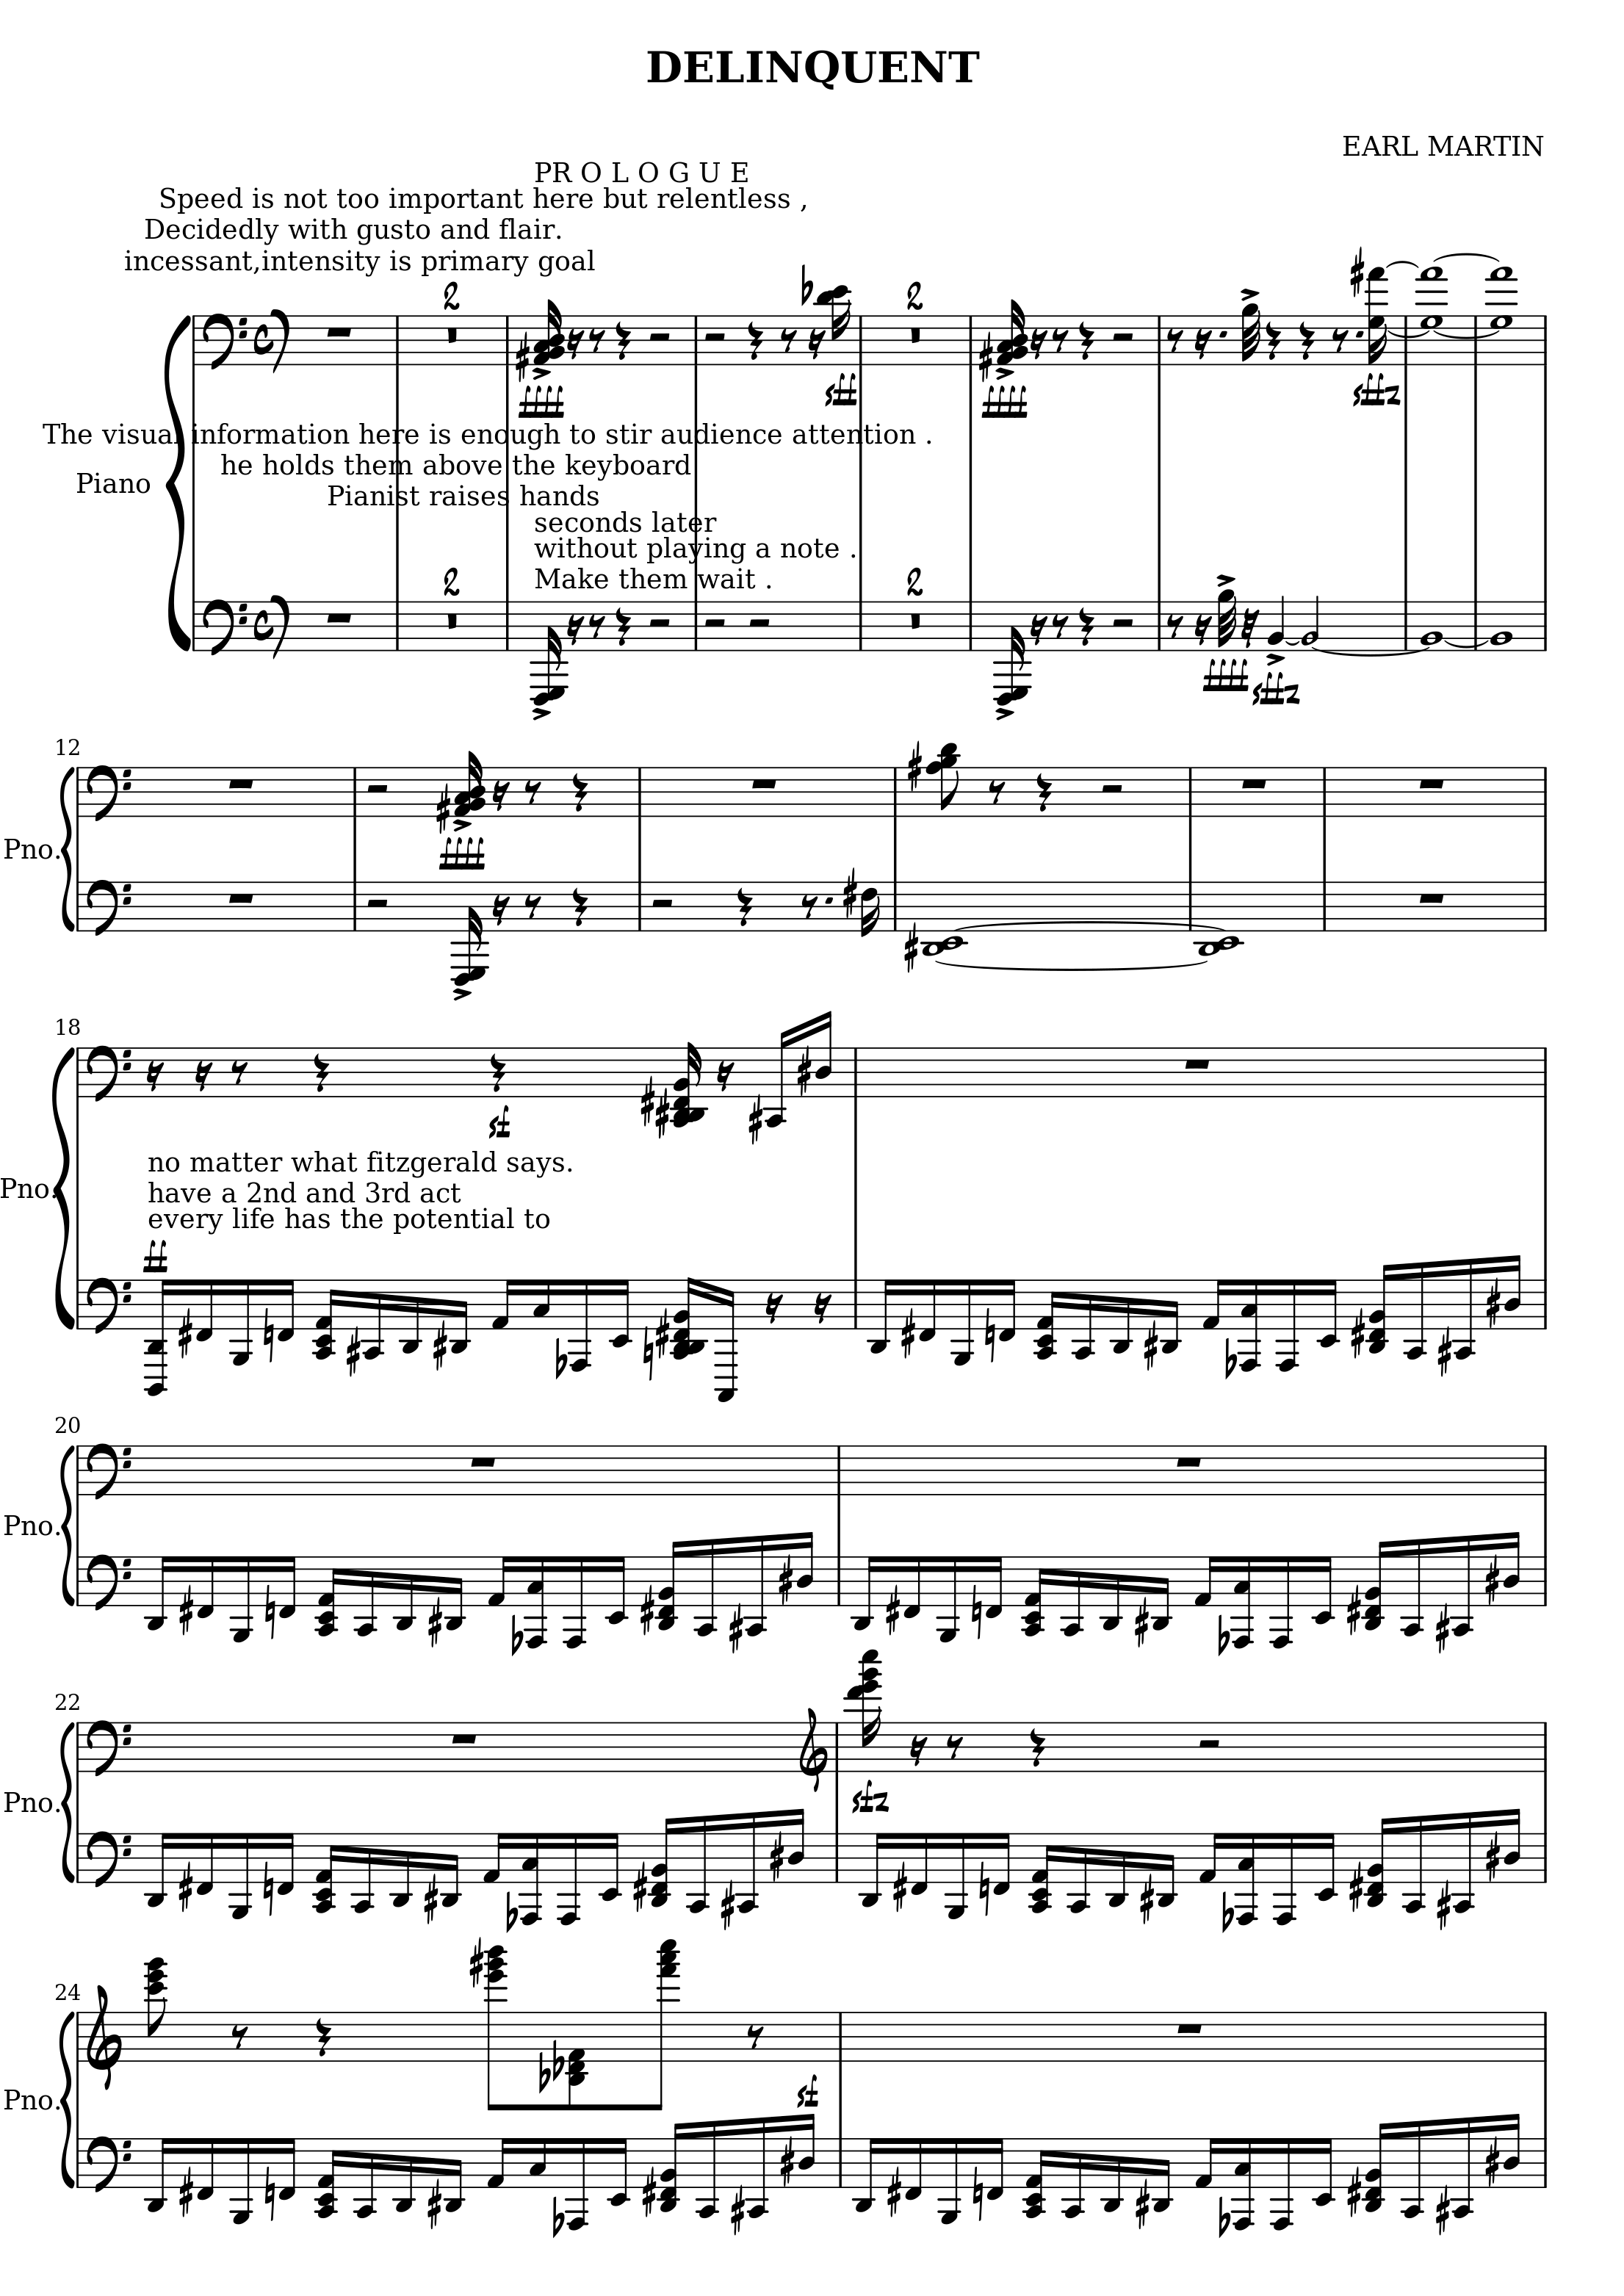 DELINQUENT
EARL MARTIN
PR O L O G U E
Speed is not too important here but relentless ,
Decidedly with gusto and flair.
incessant,intensity is primary goal
2
2
ffff
sff
ffff
sffz
The visual information here is enough to stir audience attention .
he holds them above the keyboard
Piano
Pianist raises hands
seconds later
without playing a note .
Make them wait .
2
2
ffff
sffz
12
ffff
Pno.
18
sf
no matter what fitzgerald says.
Pno.
have a 2nd and 3rd act
every life has the potential to
ff
20
Pno.
22
sfz
Pno.
24
sf
Pno.